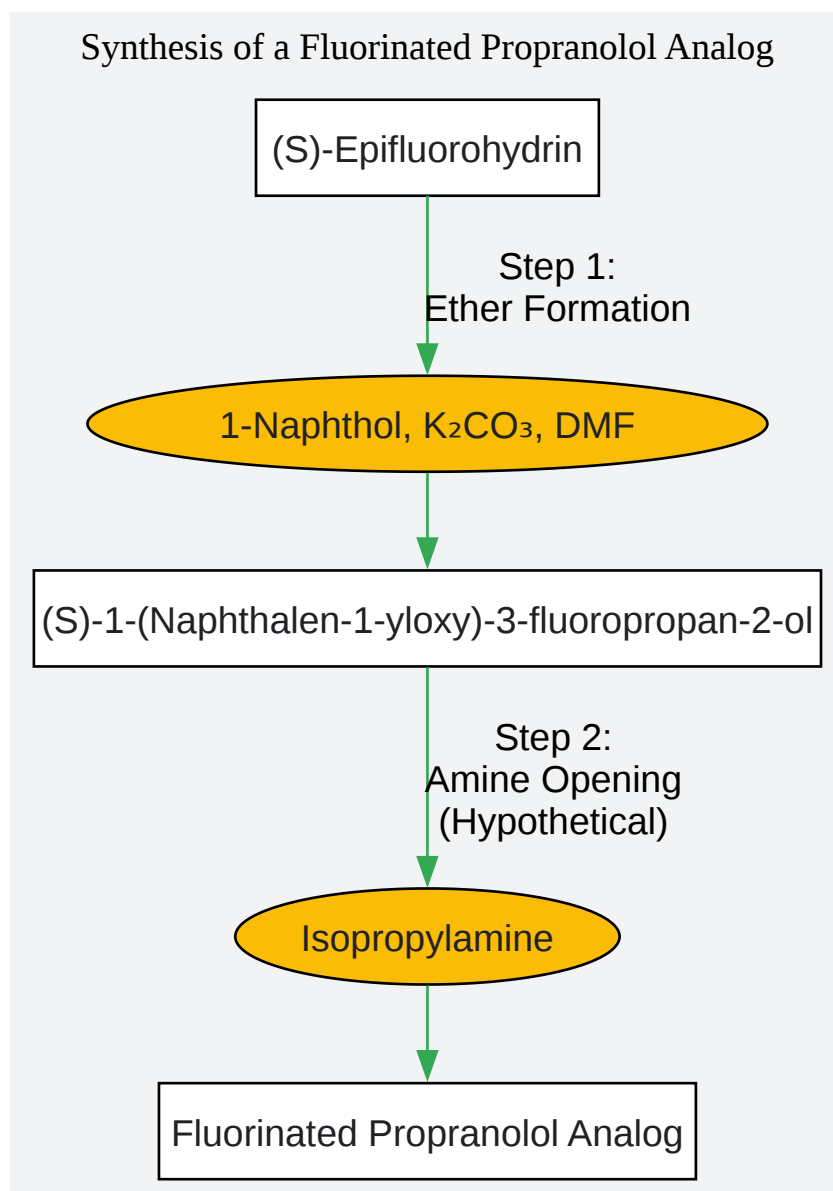 Synthesis of a Fluorinated Propranolol Analog
(S)-Epifluorohydrin
Step 1:
Ether Formation
1-Naphthol, K₂CO₃, DMF
(S)-1-(Naphthalen-1-yloxy)-3-fluoropropan-2-ol
Step 2:
Amine Opening
(Hypothetical)
Isopropylamine
Fluorinated Propranolol Analog